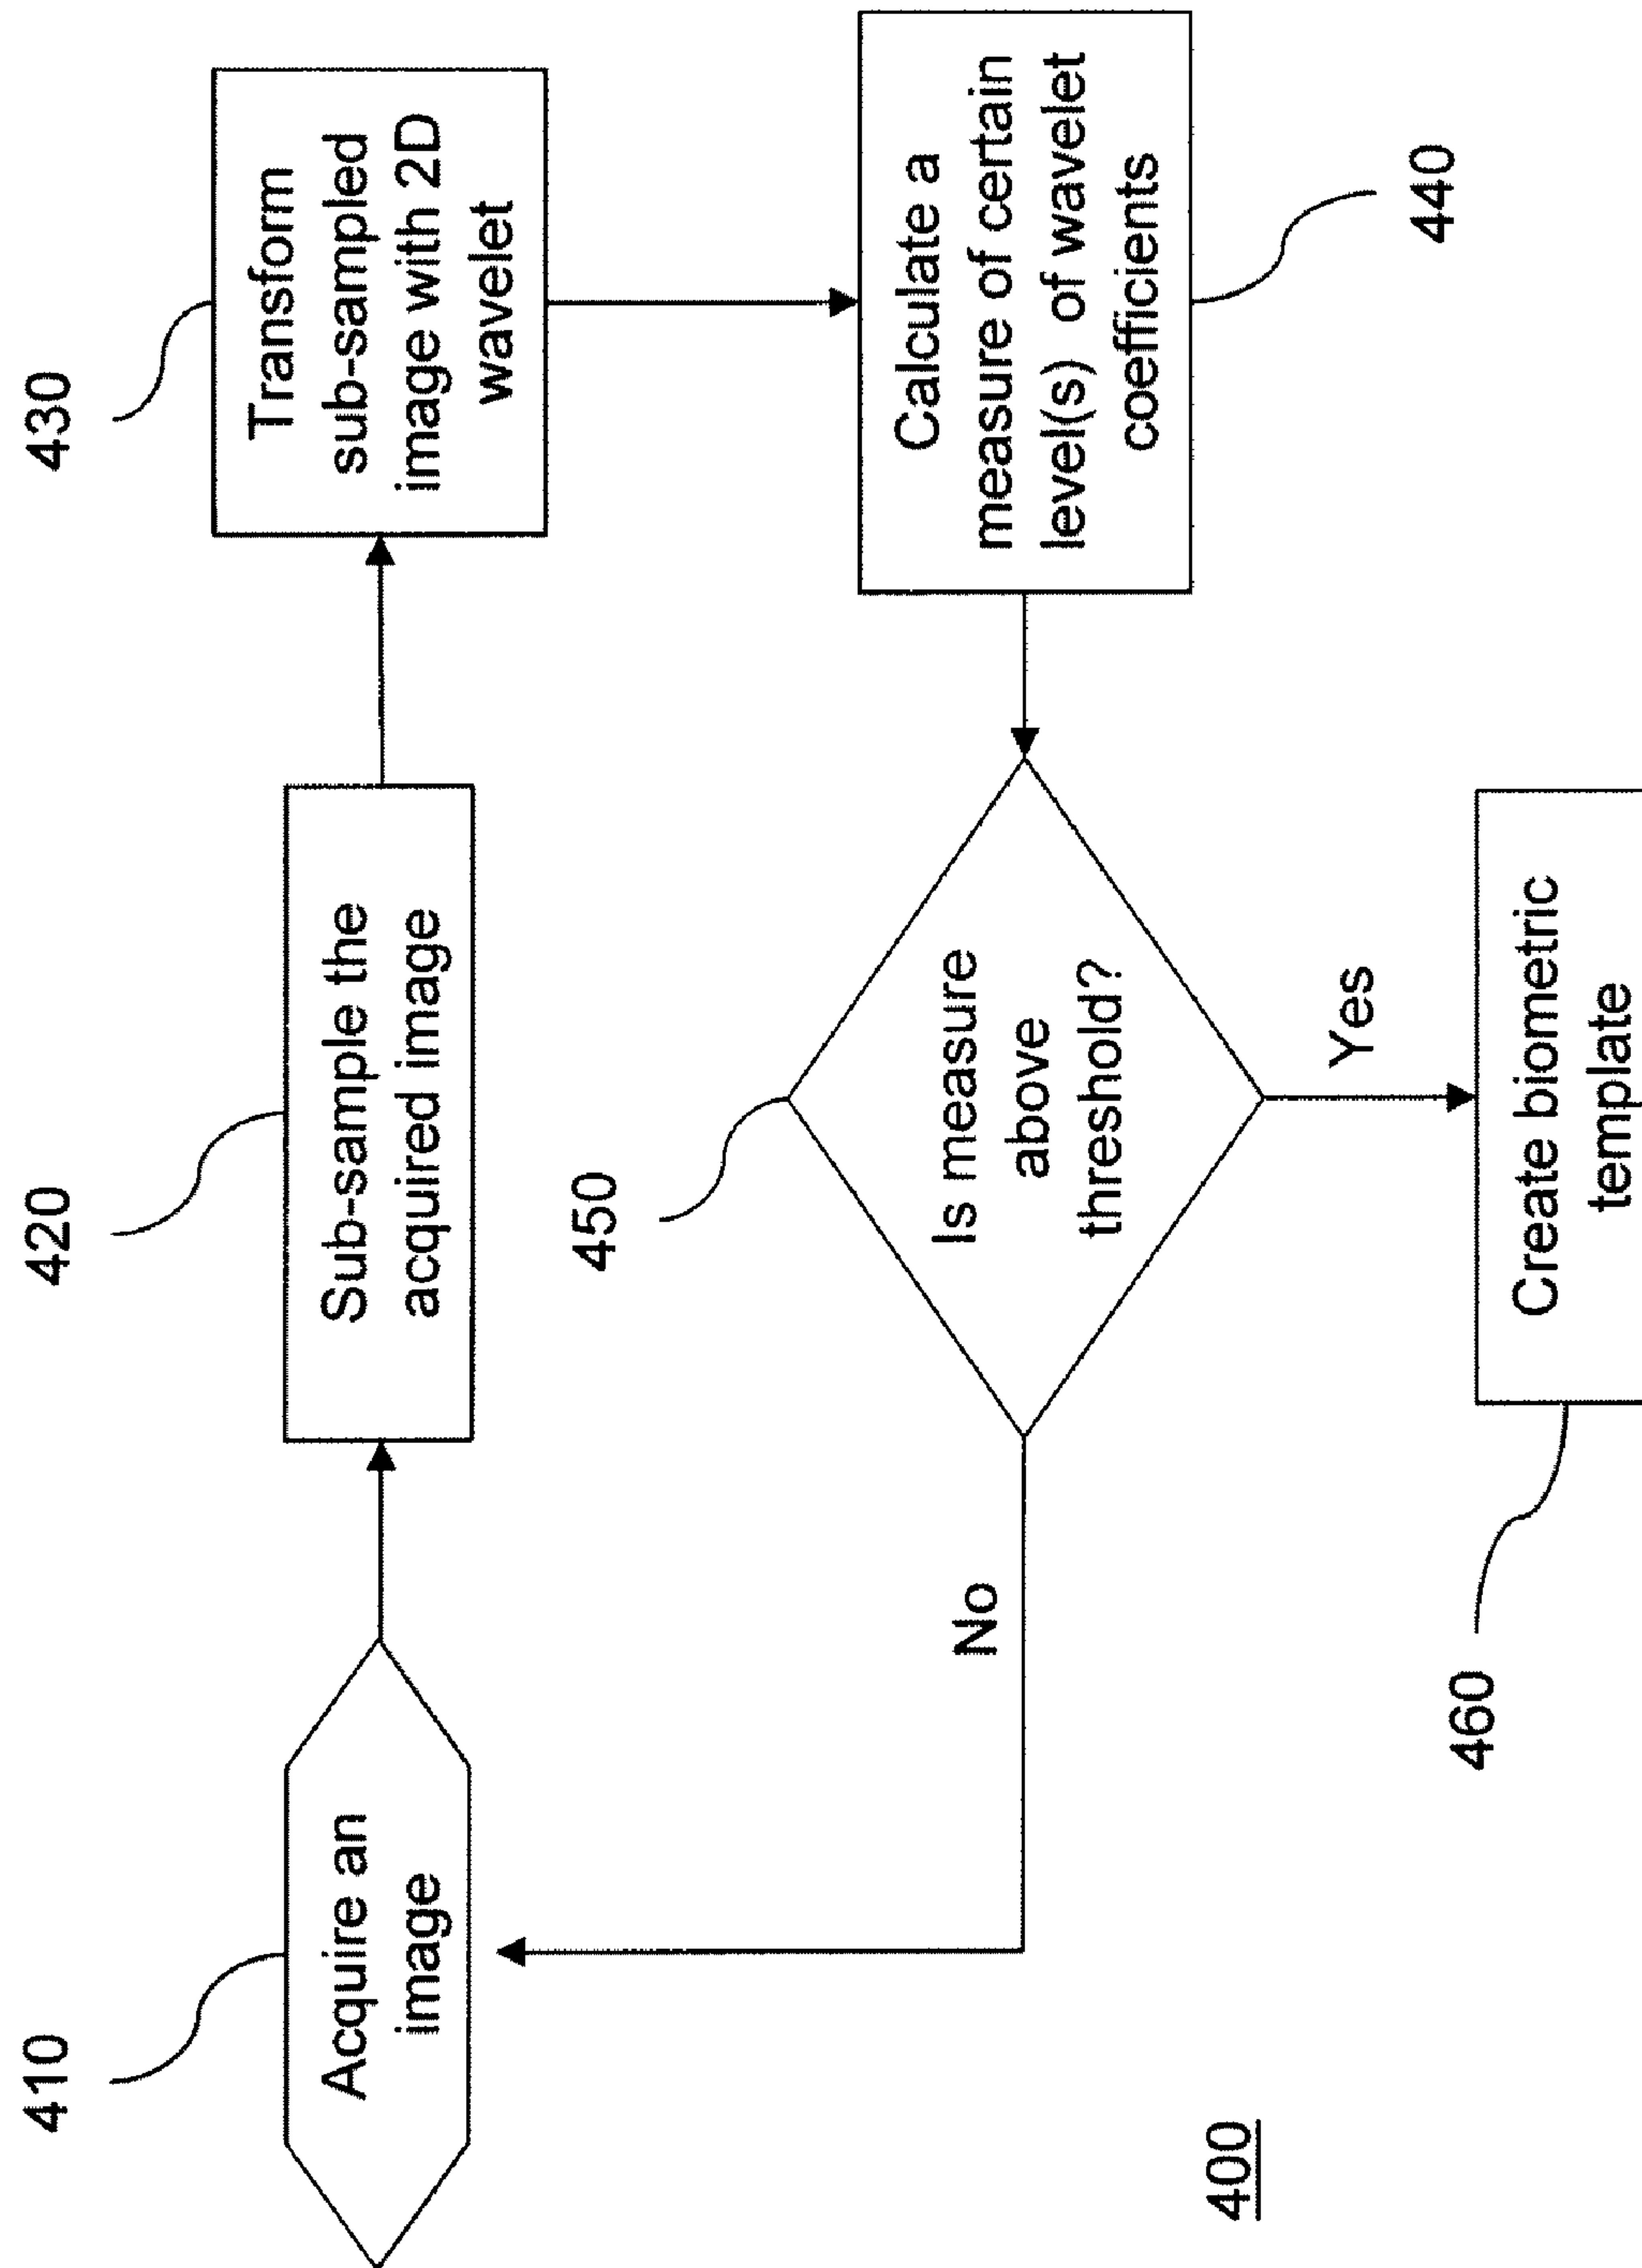 410
Acquire an
image
420
Sub-sample the
acquired image
430
Transform
sub-sampled
image with 2D
wavelet
Calculate a
measure of certain
level(s) of wavelet
coefficients
440
450
Is measure
above
threshold?
No
Yes
460
Create biometric
template
400